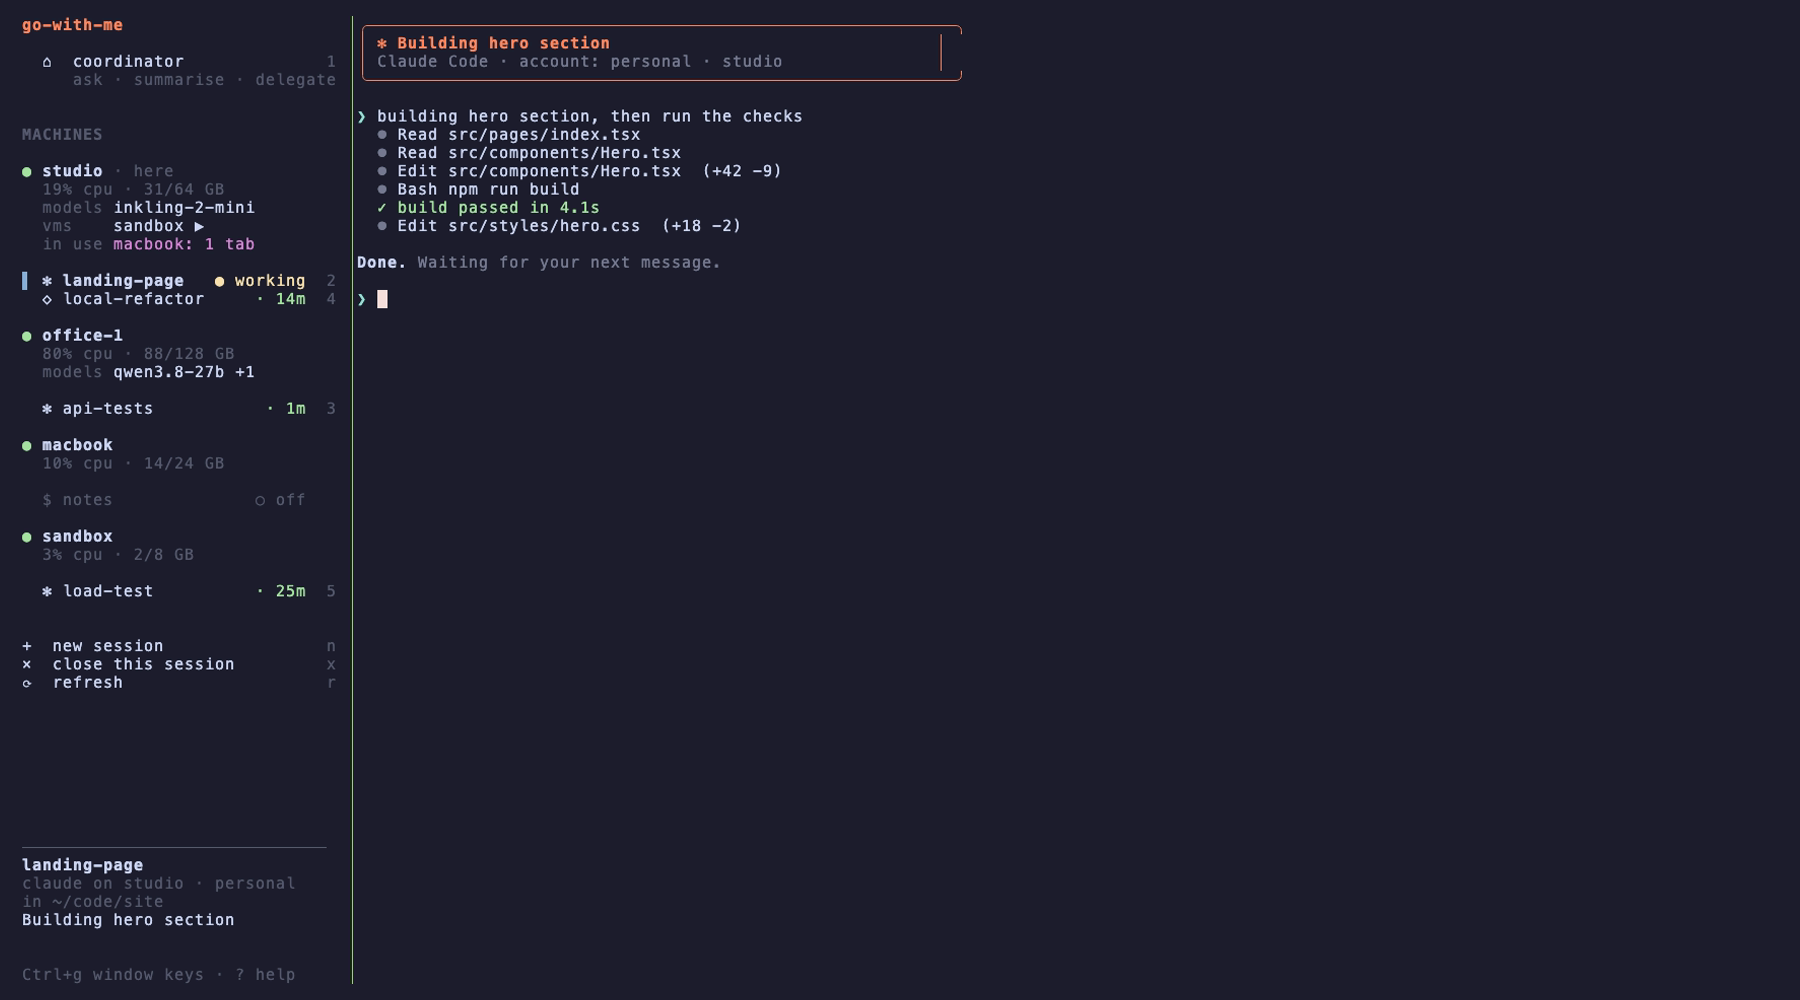 go-with-me
⌂ coordinator 1
ask · summarise · delegate
MACHINES
● studio · here
19% cpu · 31/64 GB
models inkling-2-mini
vms sandbox ▶
in use macbook: 1 tab
✻ landing-page ● working 2
◇ local-refactor · 14m 4
● office-1
80% cpu · 88/128 GB
models qwen3.8-27b +1
✻ api-tests · 1m 3
● macbook
10% cpu · 14/24 GB
$ notes ○ off
● sandbox
3% cpu · 2/8 GB
✻ load-test · 25m 5
+ new session n
× close this session x
⟳ refresh r
landing-page
claude on studio · personal
in ~/code/site
Building hero section
Ctrl+g window keys · ? help
✻ Building hero section
Claude Code · account: personal · studio
❯ building hero section, then run the checks
● Read src/pages/index.tsx
● Read src/components/Hero.tsx
● Edit src/components/Hero.tsx (+42 -9)
● Bash npm run build
✓ build passed in 4.1s
● Edit src/styles/hero.css (+18 -2)
Done. Waiting for your next message.
❯